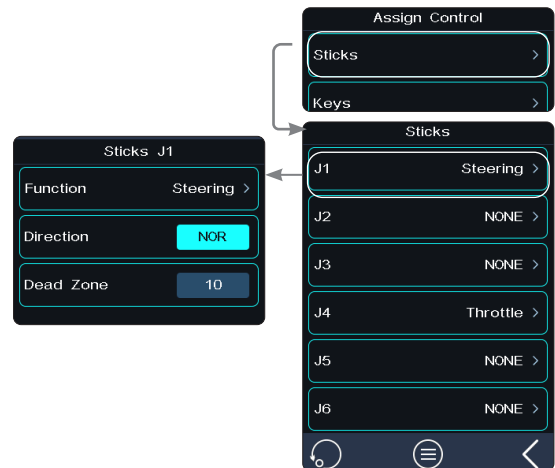 Assign Control
Sticks >
Keys >
Sticks
J1 Steering >
J2 NONE >
J3 NONE >
J4 Throttle >
J5 NONE >
J6 NONE >
Sticks J1
Function Steering >
Direction NOR
Dead Zone 10